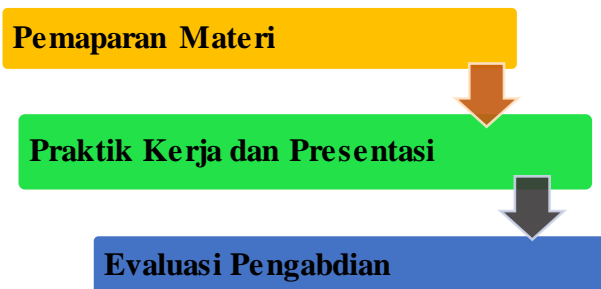 Pemaparan Materi
Praktik Kerja dan Presentasi
Evaluasi Pengabdian